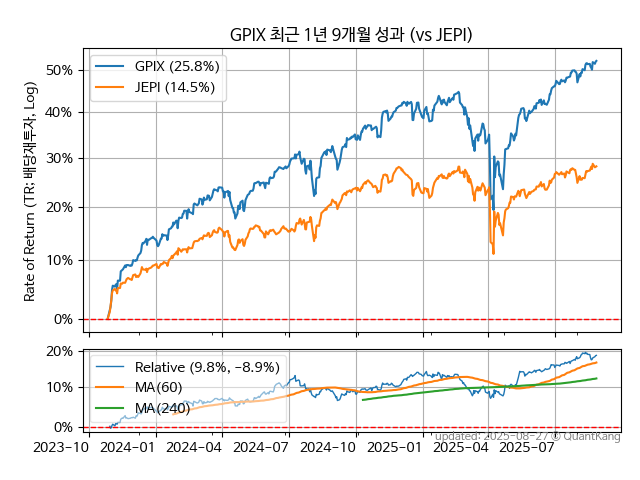 GPIX 최근 1년 9개월 성과 (vs JEPI)
Rate of Return (TR: 배당재투자, Log)
50%
40%
30%
20%
10%
0%
GPIX (25.8%)
JEPI (14.5%)
20%
10%
0%
Relative (9.8%, −8.9%)
MA(60)
MA(240)
2023-10
2024-01
2024-04
2024-07
2024-10
2025-01
2025-04
2025-07
updated: 2025-08-27 © QuantKang